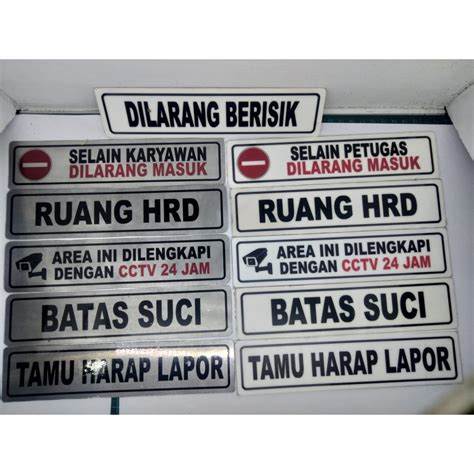 DILARANG BERISIK
SELAIN KARYAWAN
DILARANG MASUK
RUANG HRD
AREA INI DILENGKAPI
DENGAN CCTV 24 JAM
BATAS SUCI
TAMU HARAP LAPOR
SELAIN PETUGAS
DILARANG MASUK
RUANG HRD
AREA INI DILENGKAPI
DENGAN CCTV 24 JAM
BATAS SUCI
TAMU HARAP LAPOR